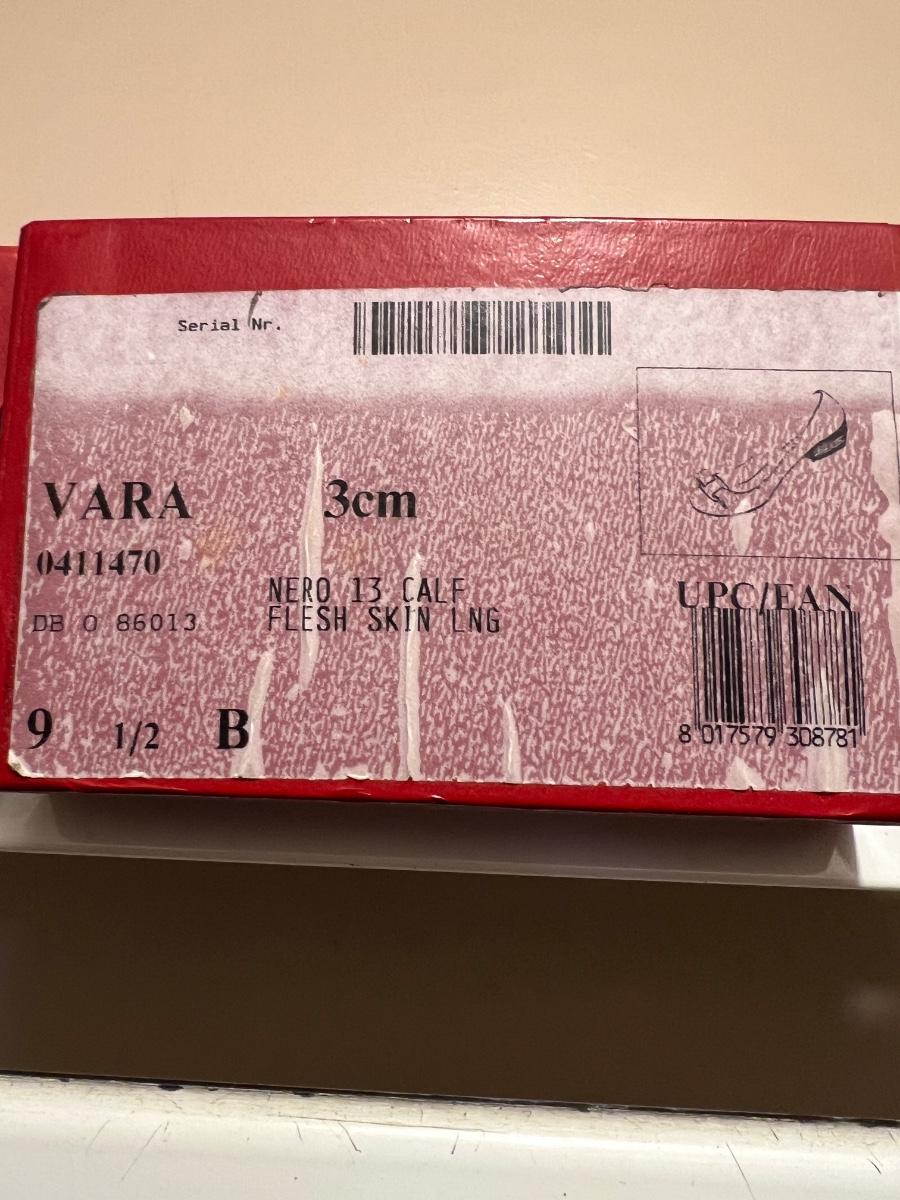 Serial Nr.
VARA 3cm
0411470
NERO 13 CALF
DB O 86013 FLESH SKIN LNG
UPC/EAN
8 017579 308781
9 1/2 B